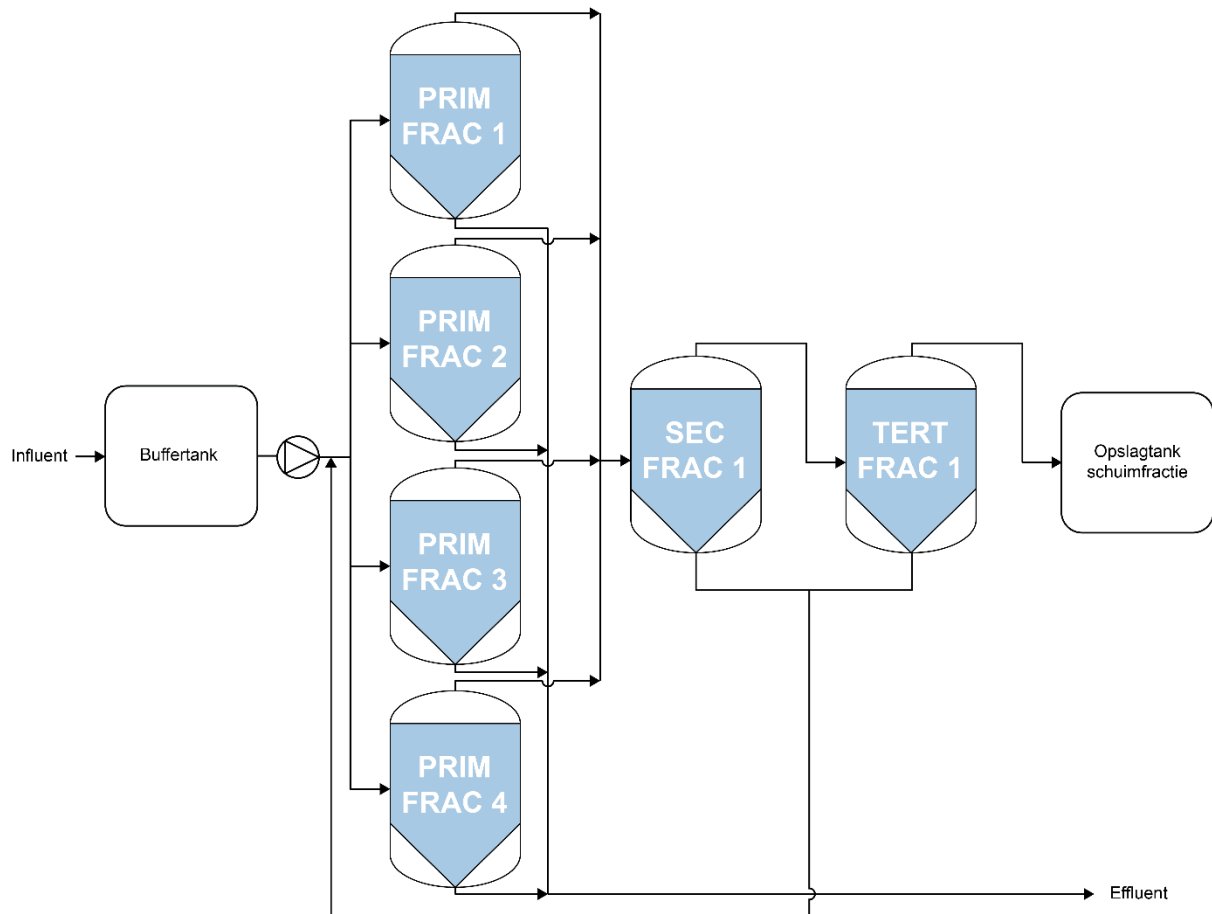 PRIM
FRAC 1
PRIM
FRAC 2
Influent
Buffertank
SEC
FRAC 1
TERT
FRAC 1
Opslagtank
schuimfractie
PRIM
FRAC 3
PRIM
FRAC 4
Effluent